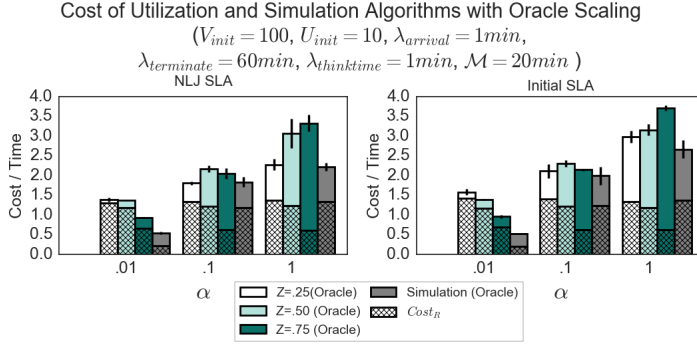 Cost of Utilization and Simulation Algorithms with Oracle Scaling
(V_init = 100, U_init = 10, λ_arrival = 1min,
λ_terminate = 60min, λ_thinktime = 1min, ℳ = 20min )
NLJ SLA
Initial SLA
Cost / Time
4.0
3.5
3.0
2.5
2.0
1.5
1.0
0.5
0.0
.01 .1 1
α
Cost / Time
4.0
3.5
3.0
2.5
2.0
1.5
1.0
0.5
0.0
.01 .1 1
α
Z=.25(Oracle)
Z=.50 (Oracle)
Z=.75 (Oracle)
Simulation (Oracle)
Cost_R